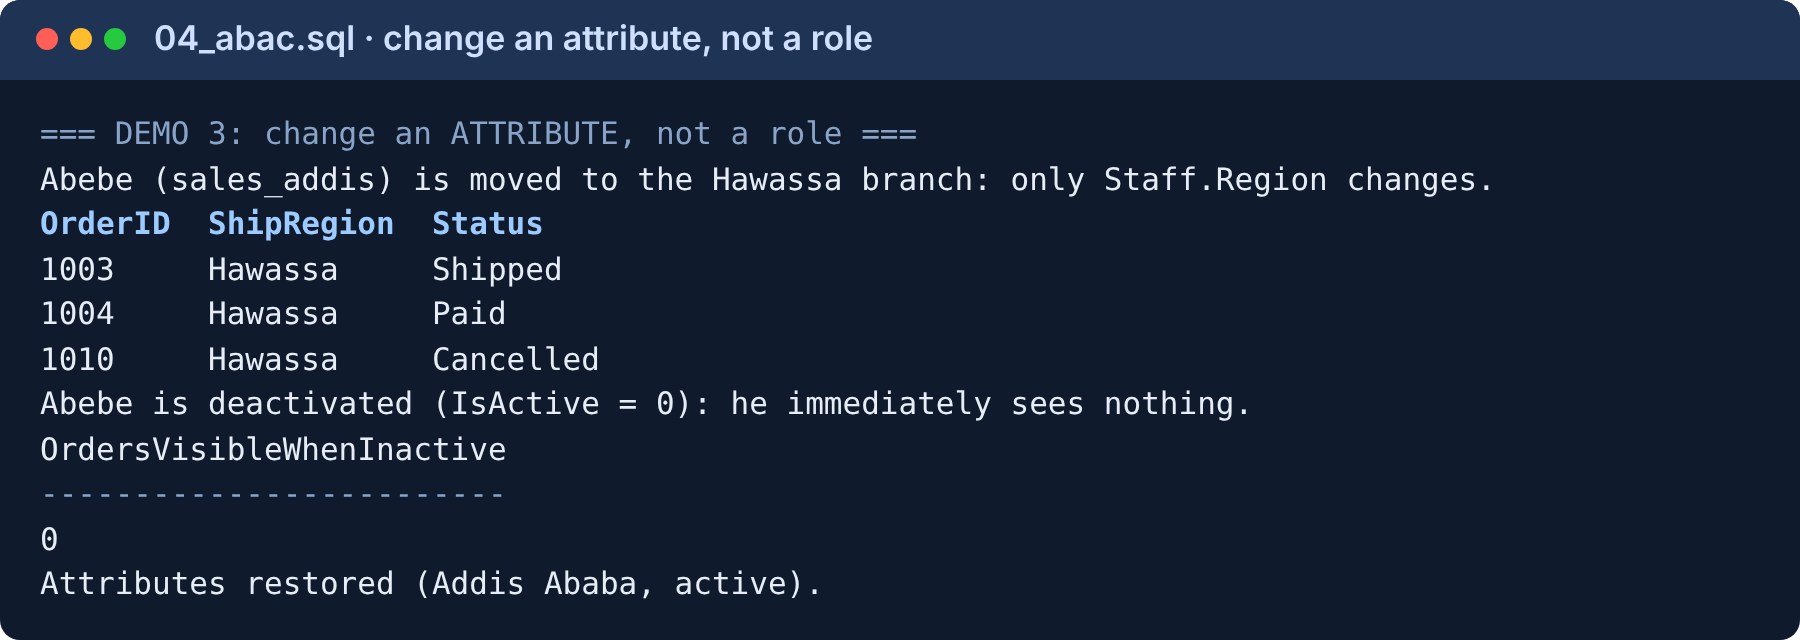 04_abac.sql · change an attribute, not a role
=== DEMO 3: change an ATTRIBUTE, not a role ===
Abebe (sales_addis) is moved to the Hawassa branch: only Staff.Region changes.
OrderID  ShipRegion  Status
1003     Hawassa     Shipped
1004     Hawassa     Paid
1010     Hawassa     Cancelled
Abebe is deactivated (IsActive = 0): he immediately sees nothing.
OrdersVisibleWhenInactive
-------------------------
0
Attributes restored (Addis Ababa, active).